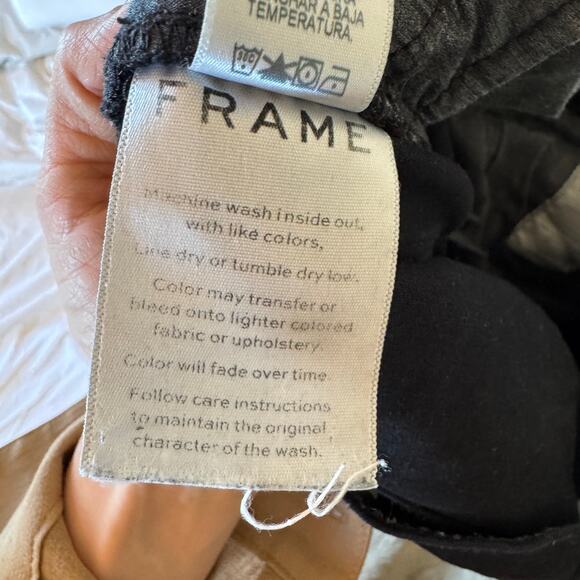 A BAJA
TEMPERATURA.
FRAME
Machine wash inside out,
with like colors,
Line dry or tumble dry low.
Color may transfer or
bleed onto lighter colored
fabric or upholstery.
Color will fade over time.
Follow care instructions
to maintain the original
character of the wash.